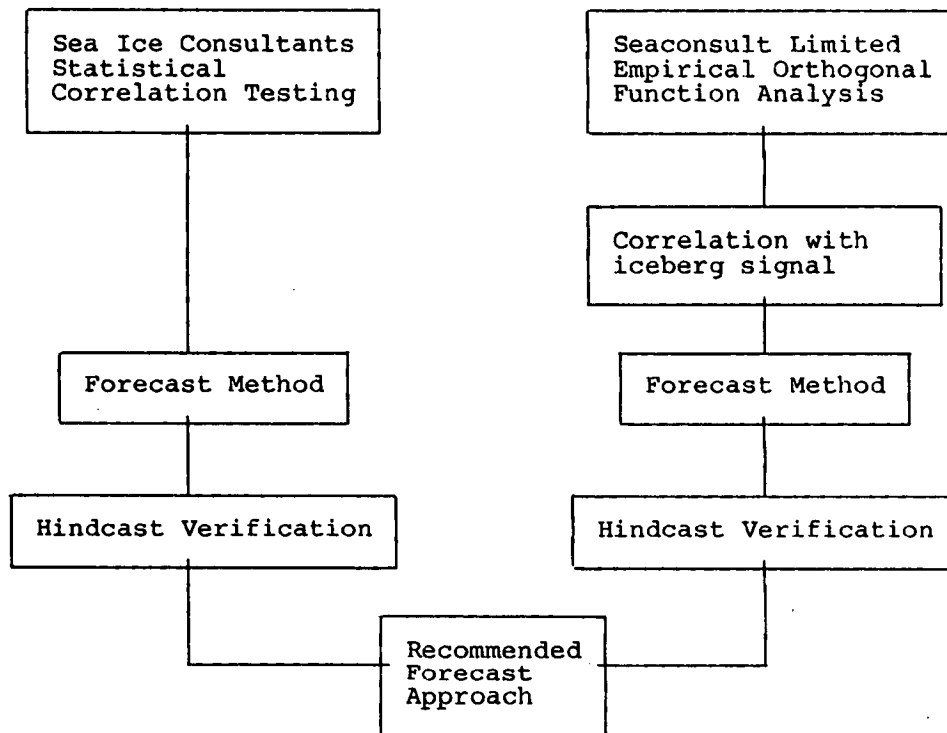 Sea Ice Consultants
Statistical
Correlation Testing
Seaconsult Limited
Empirical Orthogonal
Function Analysis
Correlation with
iceberg signal
Forecast Method
Forecast Method
Hindcast Verification
Hindcast Verification
Recommended
Forecast
Approach